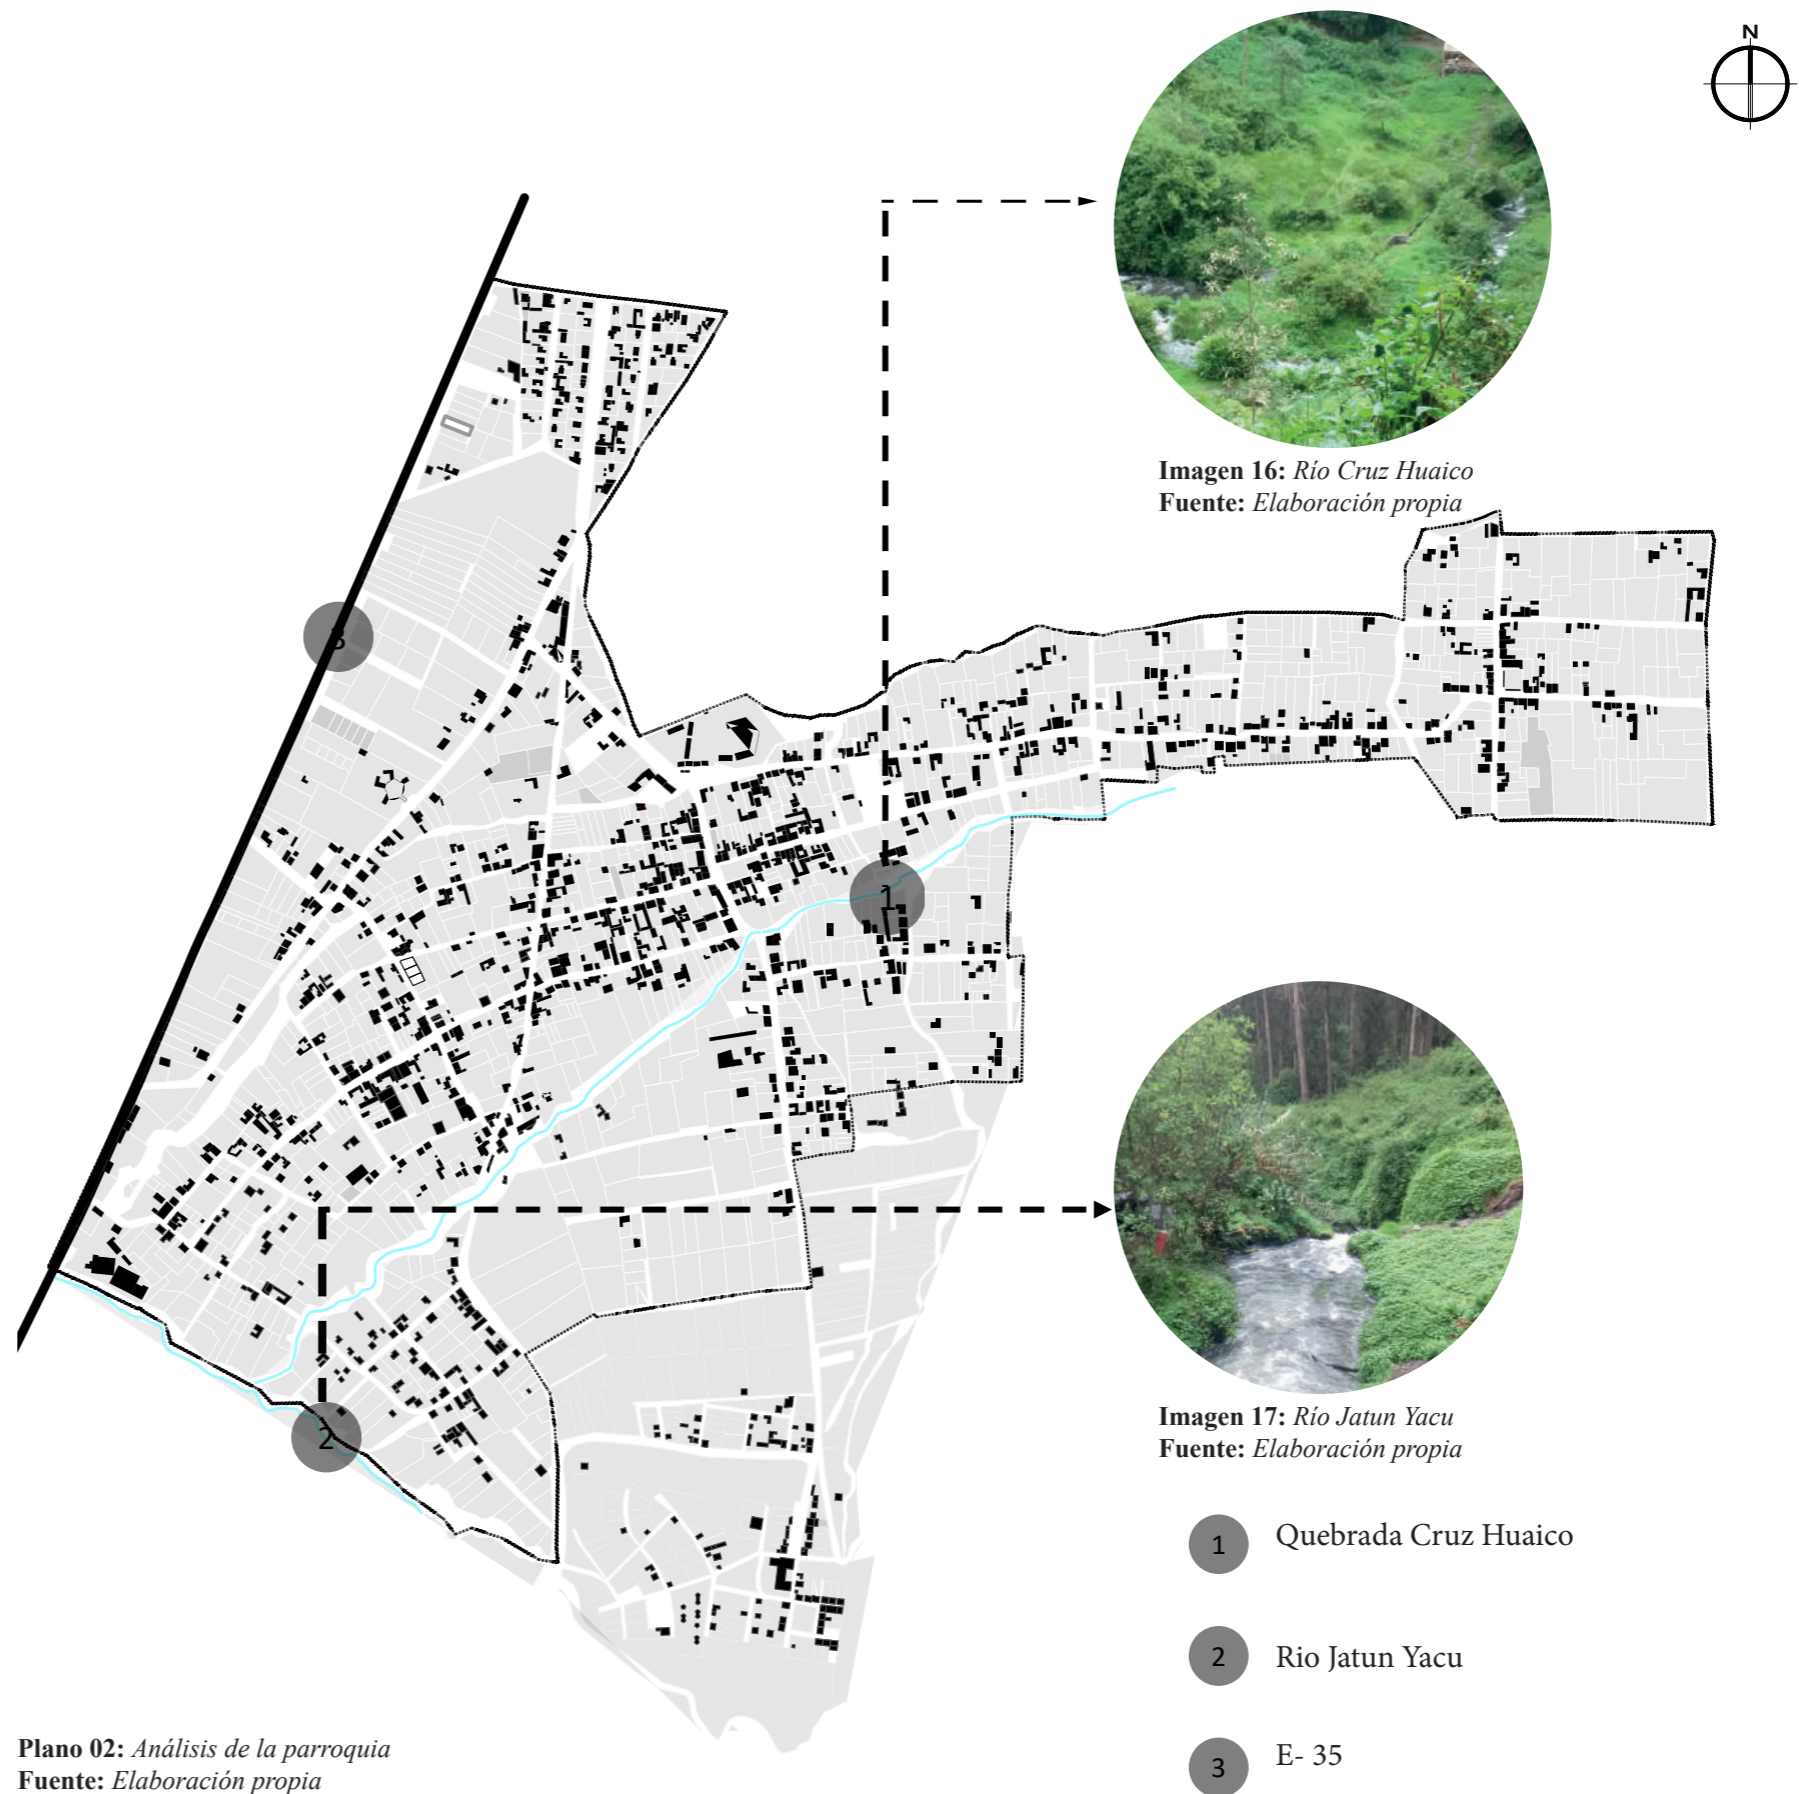 N
Imagen 16: Río Cruz Huaico
Fuente: Elaboración propia
3
1
Imagen 17: Río Jatun Yacu
Fuente: Elaboración propia
2
1 Quebrada Cruz Huaico
2 Rio Jatun Yacu
3 E- 35
Plano 02: Análisis de la parroquia
Fuente: Elaboración propia